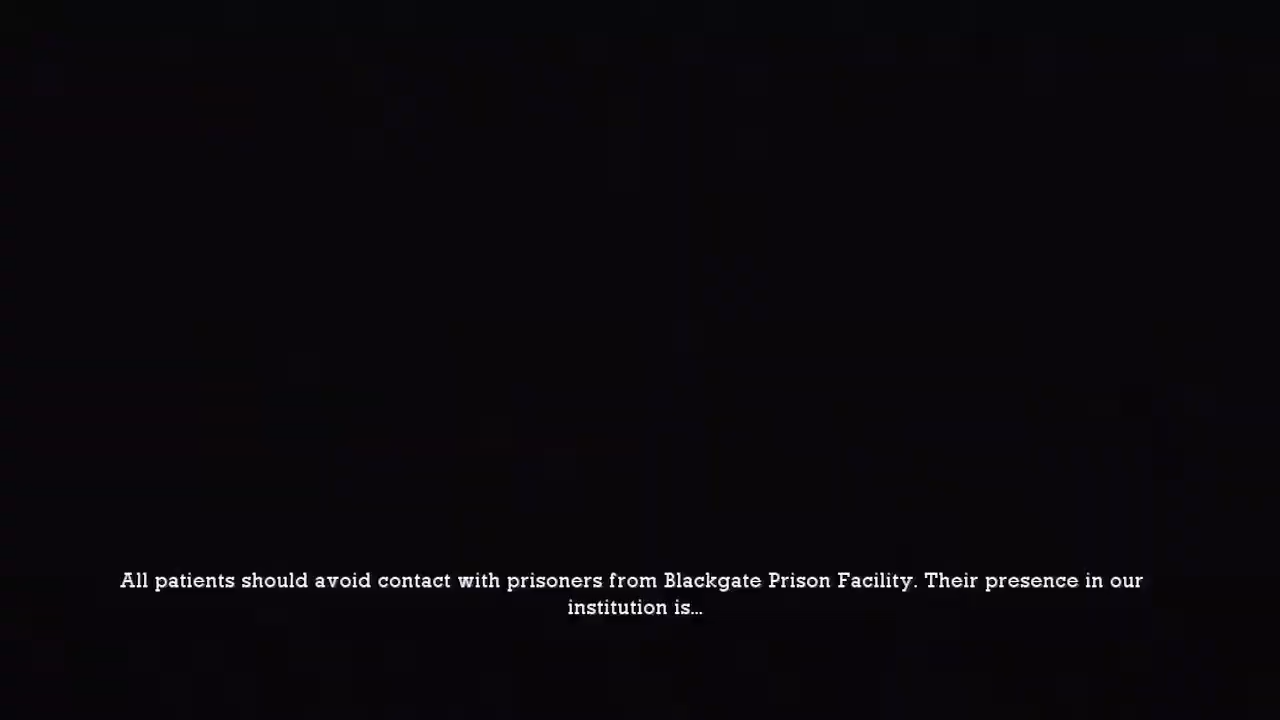 All patients should avoid contact with prisoners from Blackgate Prison Facility. Their presence in our
institution is...